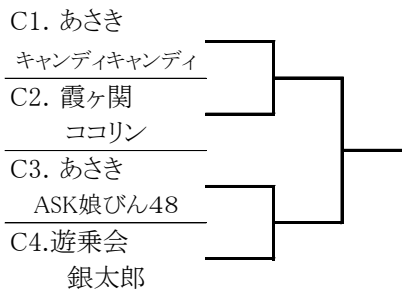 C1. あさき
キャンディキャンディ
C2. 霞ヶ関
ココリン
C3. あさき
ASK娘びん48
C4.遊乗会
銀太郎